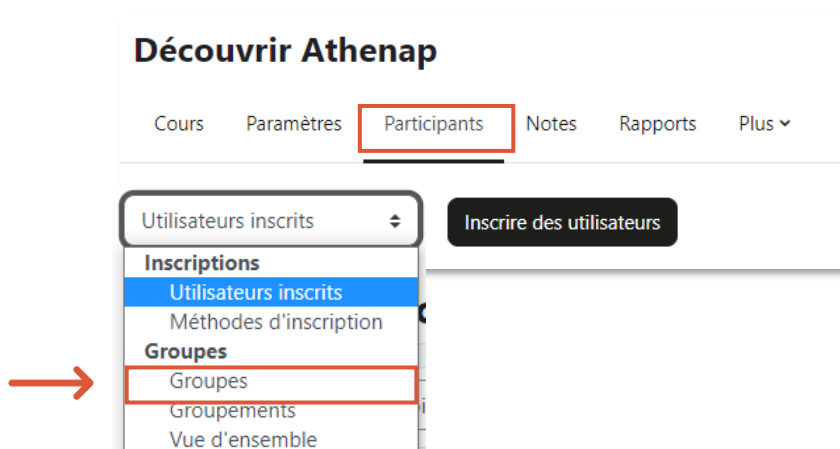 Découvrir Athenap
Cours Paramètres Participants Notes Rapports Plus
Utilisateurs inscrits Inscrire des utilisateurs
Inscriptions
Utilisateurs inscrits
Méthodes d'inscription
Groupes
Groupes
Groupements
Vue d'ensemble